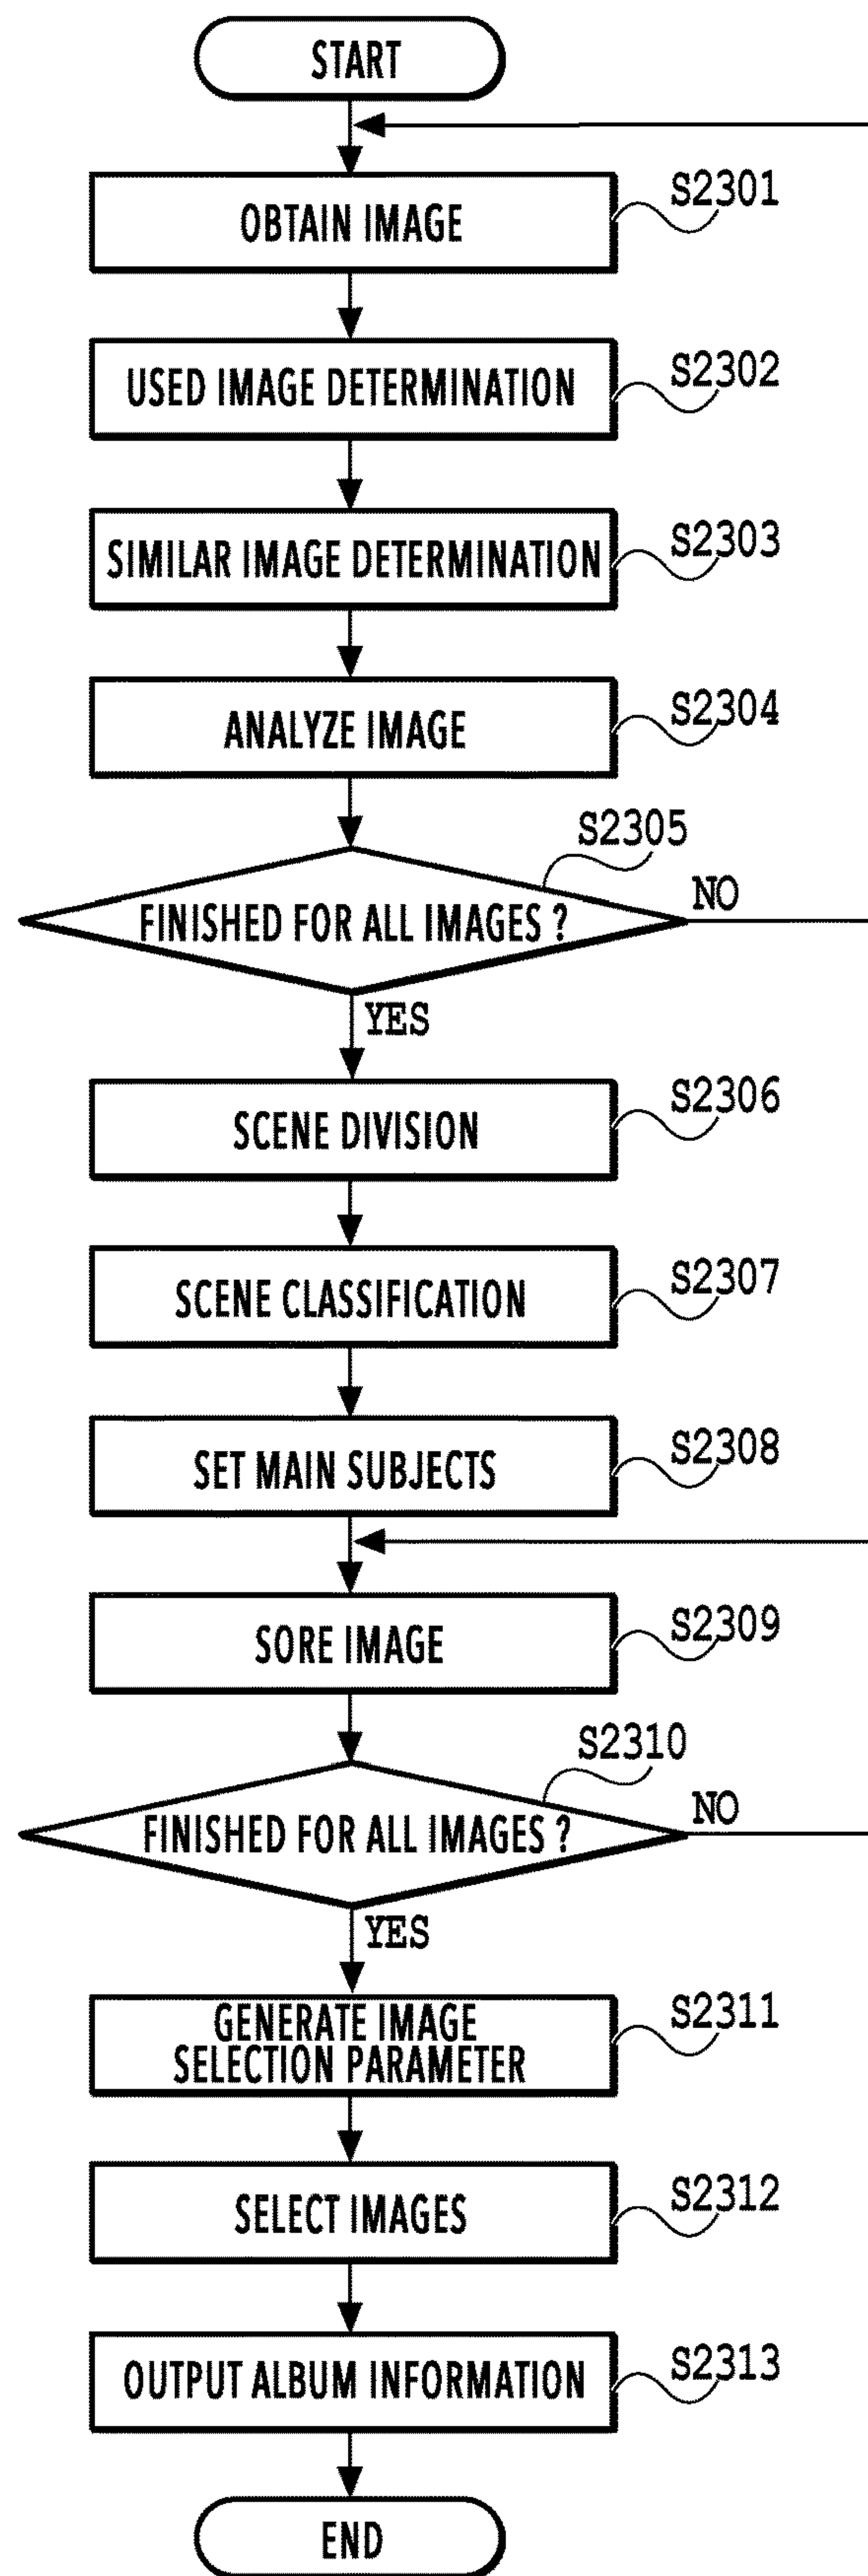 START
OBTAIN IMAGE
S2301
USED IMAGE DETERMINATION
S2302
SIMILAR IMAGE DETERMINATION
S2303
ANALYZE IMAGE
S2304
S2305
FINISHED FOR ALL IMAGES ?
NO
YES
SCENE DIVISION
S2306
SCENE CLASSIFICATION
S2307
SET MAIN SUBJECTS
S2308
SORE IMAGE
S2309
S2310
FINISHED FOR ALL IMAGES ?
NO
YES
GENERATE IMAGE
SELECTION PARAMETER
S2311
SELECT IMAGES
S2312
OUTPUT ALBUM INFORMATION
S2313
END